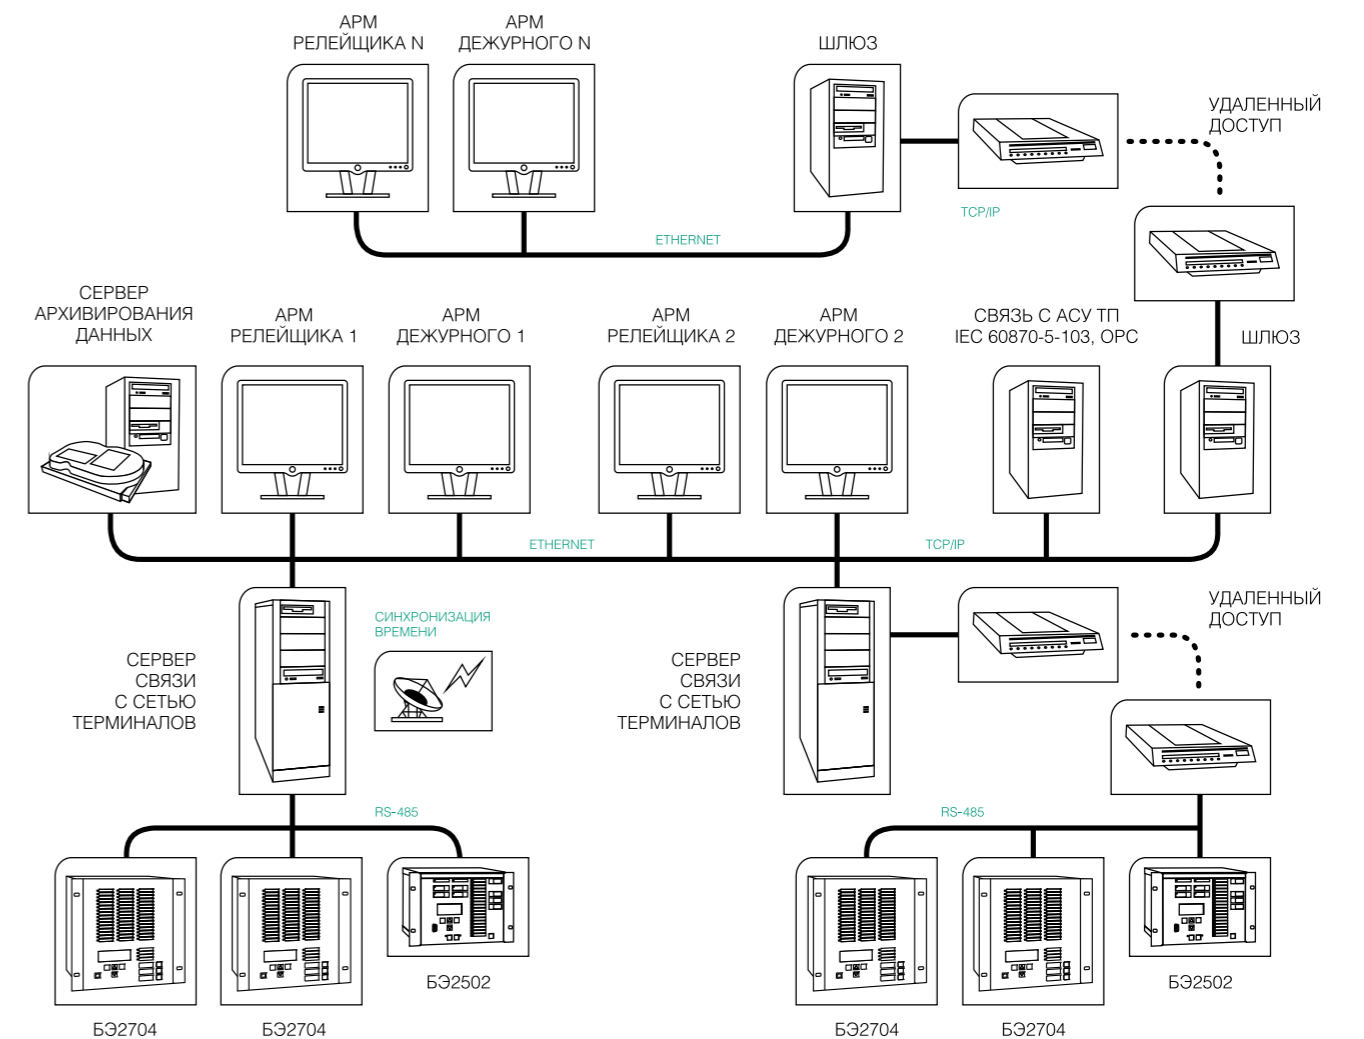 АРМ
РЕЛЕЙЩИКА N
АРМ
ДЕЖУРНОГО N
ШЛЮЗ
УДАЛЕННЫЙ
ДОСТУП
TCP/IP
ETHERNET
СЕРВЕР
АРХИВИРОВАНИЯ
ДАННЫХ
АРМ
РЕЛЕЙЩИКА 1
АРМ
ДЕЖУРНОГО 1
АРМ
РЕЛЕЙЩИКА 2
АРМ
ДЕЖУРНОГО 2
СВЯЗЬ С АСУ ТП
IEC 60870-5-103, OPC
ШЛЮЗ
ETHERNET
TCP/IP
СИНХРОНИЗАЦИЯ
ВРЕМЕНИ
УДАЛЕННЫЙ
ДОСТУП
СЕРВЕР
СВЯЗИ
С СЕТЬЮ
ТЕРМИНАЛОВ
СЕРВЕР
СВЯЗИ
С СЕТЬЮ
ТЕРМИНАЛОВ
RS-485
RS-485
БЭ2704
БЭ2704
БЭ2502
БЭ2704
БЭ2704
БЭ2502